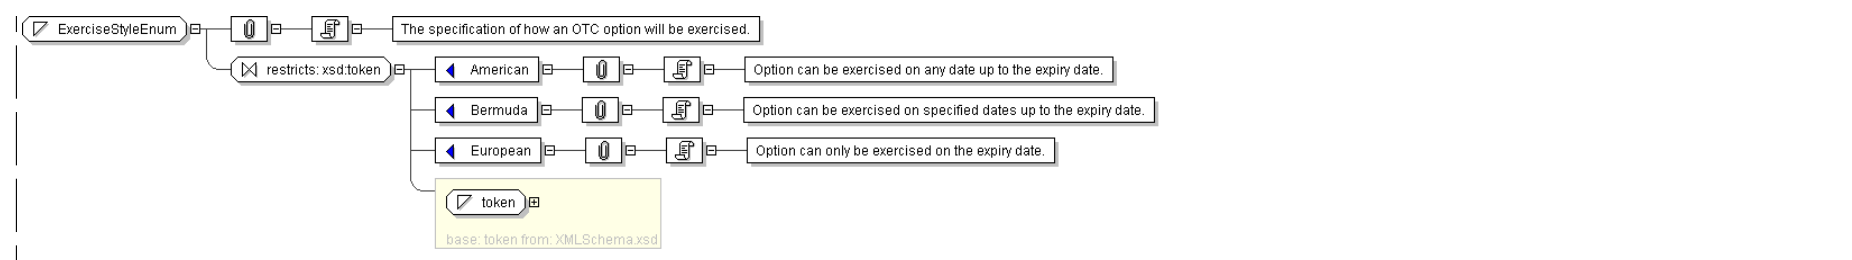 ExerciseStyleEnum The specification of how an OTC option will be exercised.
restricts: xsd:token American Option can be exercised on any date up to the expiry date.
Bermuda Option can be exercised on specified dates up to the expiry date.
European Option can only be exercised on the expiry date.
token
base: token from: XMLSchema.xsd